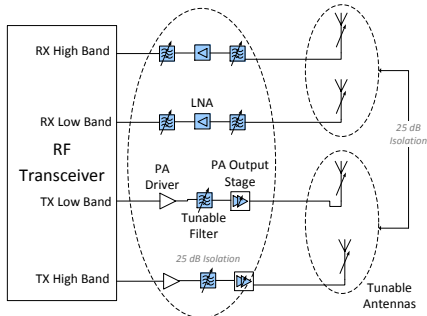 RX High Band
LNA
RX Low Band
RF
Transceiver
PA
Driver
PA Output
Stage
TX Low Band
Tunable
Filter
25 dB Isolation
TX High Band
25 dB
Isolation
Tunable
Antennas